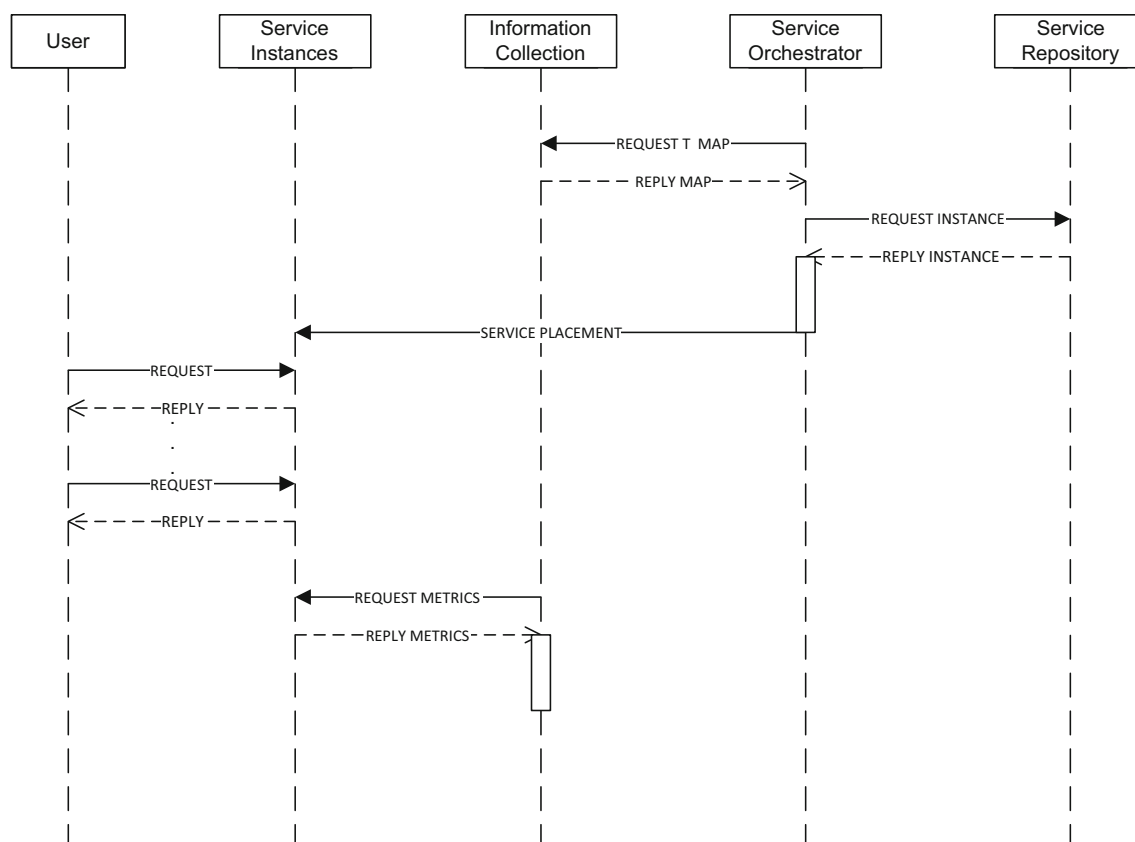 User
Service
Instances
Information
Collection
Service
Orchestrator
Service
Repository
REQUEST T MAP
REPLY MAP
REQUEST INSTANCE
REPLY INSTANCE
SERVICE PLACEMENT
REQUEST
REPLY
REQUEST
REPLY
REQUEST METRICS
REPLY METRICS